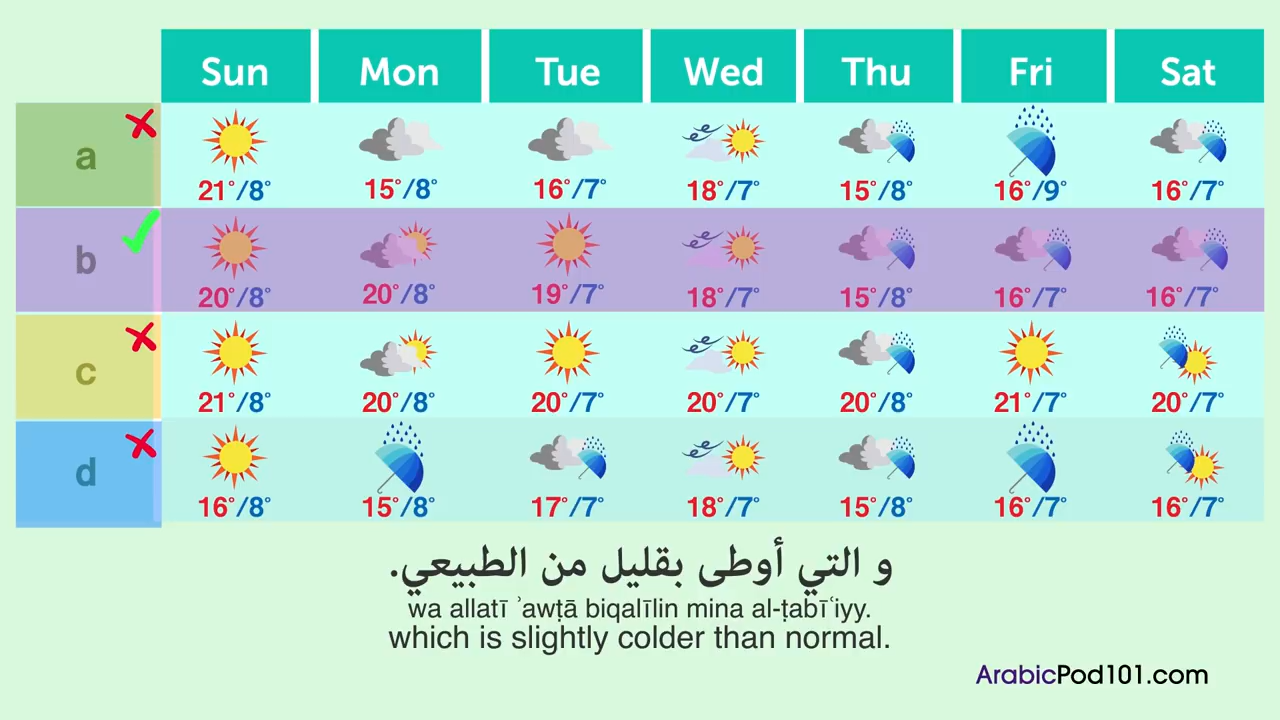 Sun Mon Tue Wed Thu Fri Sat
a 21°/8° 15°/8° 16°/7° 18°/7° 15°/8° 16°/9° 16°/7°
b 20°/8° 20°/8° 19°/7° 18°/7° 15°/8° 16°/7° 16°/7°
c 21°/8° 20°/8° 20°/7° 20°/7° 20°/8° 21°/7° 20°/7°
d 16°/8° 15°/8° 17°/7° 18°/7° 15°/8° 16°/7° 16°/7°
و التي أوطى بقليل من الطبيعي.
wa allatī ʾawṭā biqalīlin mina al-ṭabīʿiyy.
which is slightly colder than normal.
ArabicPod101.com